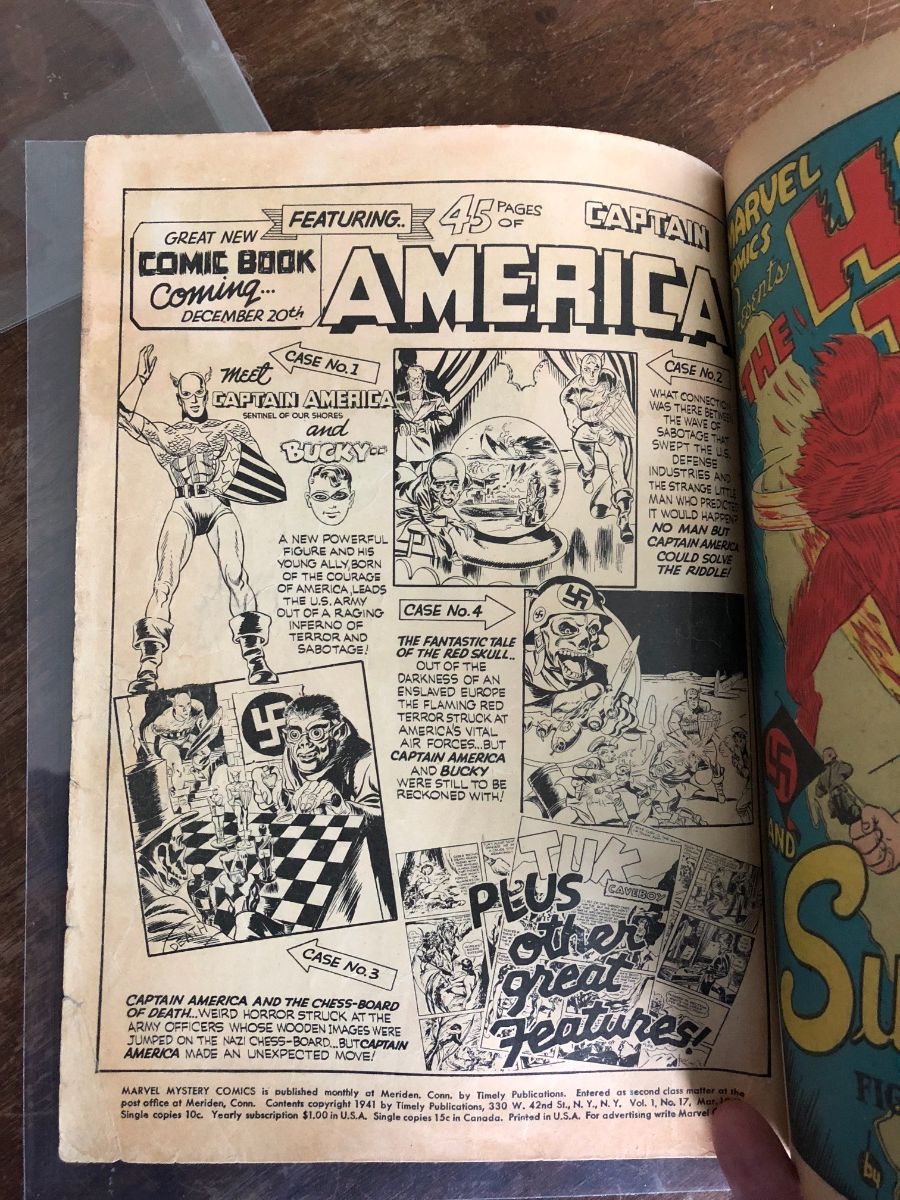 GREAT NEW
COMIC BOOK
Coming...
DECEMBER 20th
FEATURING..
45 PAGES
OF
CAPTAIN
AMERICA
CASE No.1
Meet
CAPTAIN AMERICA
SENTINEL OF OUR SHORES
and
BUCKY--
A NEW POWERFUL
FIGURE AND HIS
YOUNG ALLY, BORN
OF THE COURAGE
OF AMERICA, LEADS
THE U.S. ARMY
OUT OF A RAGING
INFERNO OF
TERROR AND
SABOTAGE!
CASE No.2
WHAT CONNECTION
WAS THERE
THE WAVE OF
SABOTAGE THAT
SWEPT THE U.S.
DEFENSE
INDUSTRIES AND
THE STRANGE LITTLE
MAN WHO PREDICTED
IT WOULD HAPPEN?
NO MAN BUT
CAPTAIN AMERICA
COULD SOLVE
THE RIDDLE!
CASE No.4
THE FANTASTIC TALE
OF THE RED SKULL..
OUT OF THE
DARKNESS OF AN
ENSLAVED EUROPE
THE FLAMING RED
TERROR STRUCK AT
AMERICA'S VITAL
AIR FORCES...BUT
CAPTAIN AMERICA
AND BUCKY
WERE STILL TO BE
RECKONED WITH!
CASE No.3
CAPTAIN AMERICA AND THE CHESS-BOARD
OF DEATH...WEIRD HORROR STRUCK AT THE
ARMY OFFICERS WHOSE WOODEN IMAGES WERE
JUMPED ON THE NAZI CHESS-BOARD...BUT CAPTAIN
AMERICA MADE AN UNEXPECTED MOVE!
TUK
CAVEBOY
PLUS
other
great
Features!
MARVEL MYSTERY COMICS is published monthly at Meriden, Conn. by Timely Publications. Entered as second class matter at the
post office at Meriden, Conn. Contents copyright 1941 by Timely Publications, 330 W. 42nd St., N. Y., N. Y. Vol. 1, No. 17, Mar.
Single copies 10c. Yearly subscription $1.00 in U.S.A. Single copies 15c in Canada. Printed in U.S.A. For advertising write Marvel
MARVEL
COMICS
Presents
THE
AND
by